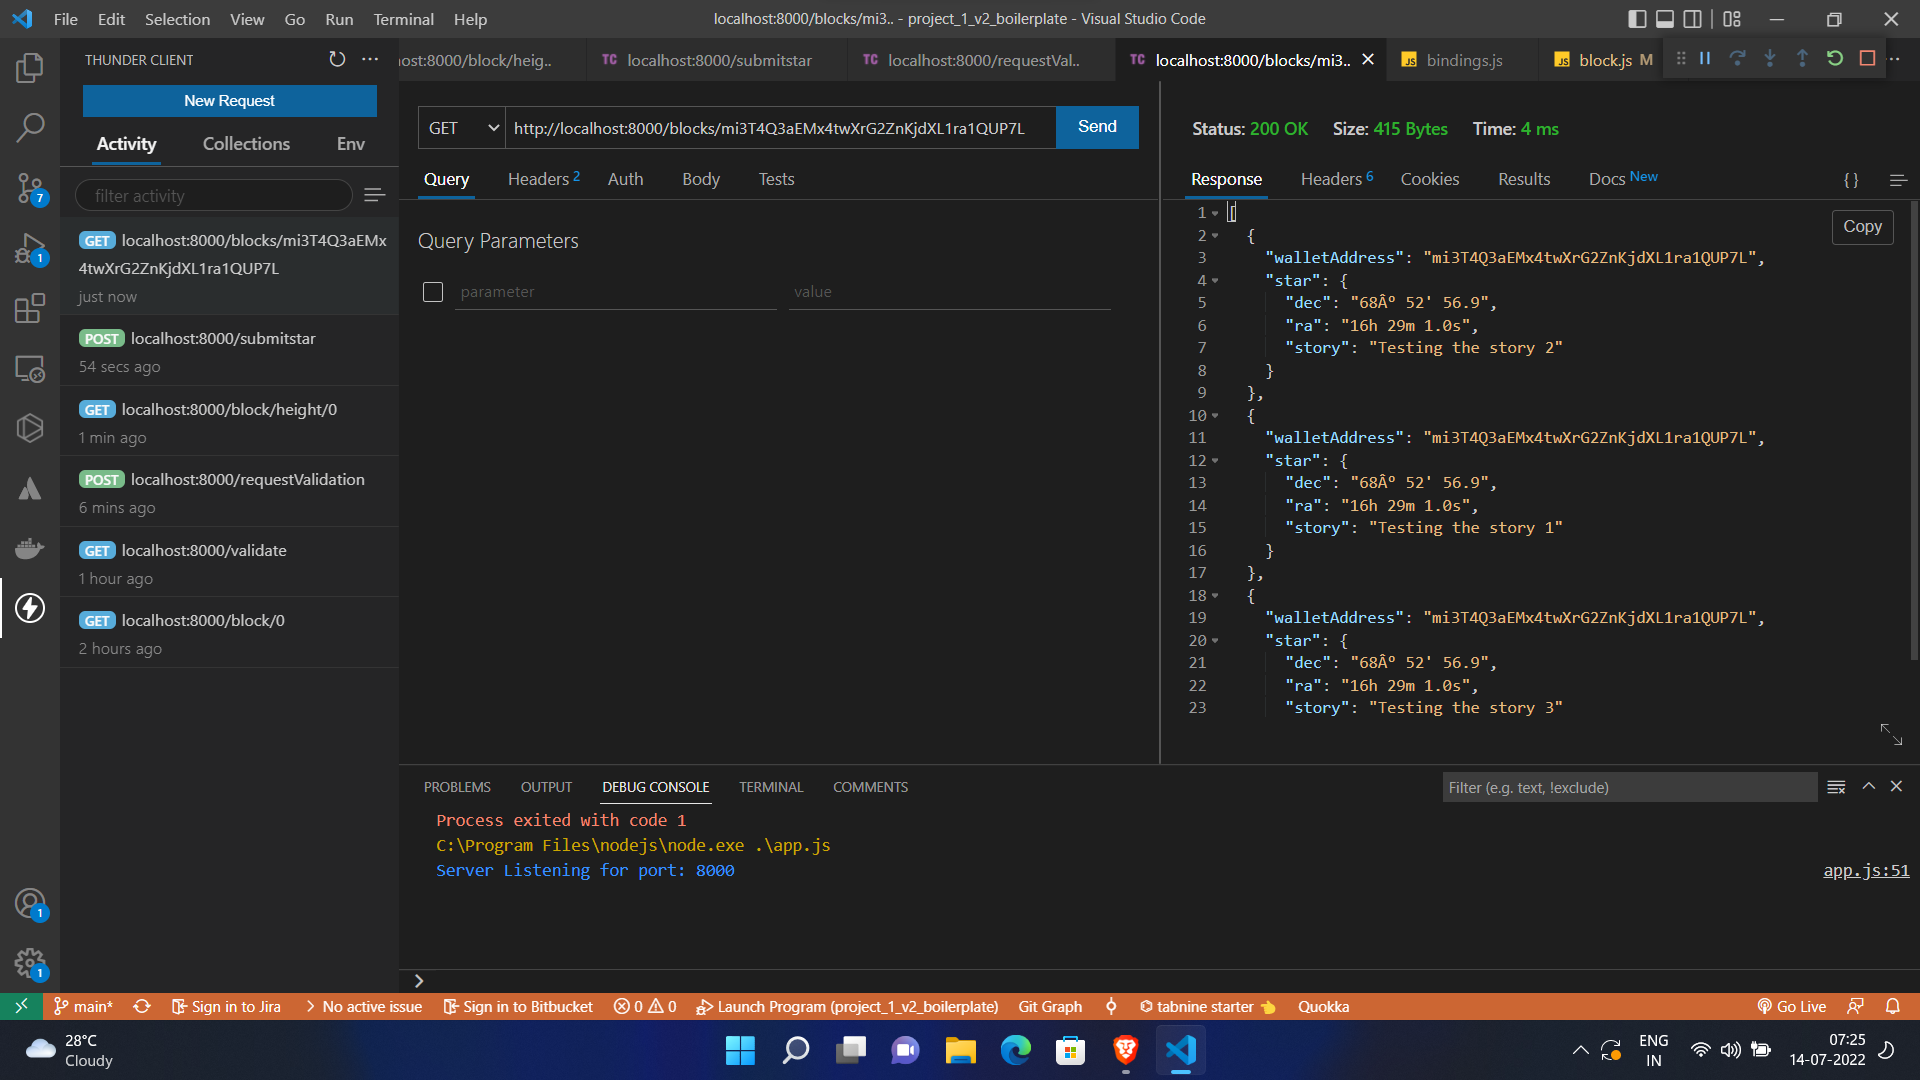 File Edit Selection View Go Run Terminal Help
localhost:8000/blocks/mi3.. - project_1_v2_boilerplate - Visual Studio Code
THUNDER CLIENT
New Request
Activity Collections Env
filter activity
GET localhost:8000/blocks/mi3T4Q3aEMx
4twXrG2ZnKjdXL1ra1QUP7L
just now
POST localhost:8000/submitstar
54 secs ago
GET localhost:8000/block/height/0
1 min ago
POST localhost:8000/requestValidation
6 mins ago
GET localhost:8000/validate
1 hour ago
GET localhost:8000/block/0
2 hours ago
7
1
1
1
ost:8000/block/heig.. TC localhost:8000/submitstar TC localhost:8000/requestVal.. TC localhost:8000/blocks/mi3.. JS bindings.js JS block.js M
GET http://localhost:8000/blocks/mi3T4Q3aEMx4twXrG2ZnKjdXL1ra1QUP7L Send
Query Headers 2 Auth Body Tests
Query Parameters
parameter value
Status: 200 OK Size: 415 Bytes Time: 4 ms
Response Headers 6 Cookies Results Docs New {}
Copy
1 [
2 {
3 "walletAddress": "mi3T4Q3aEMx4twXrG2ZnKjdXL1ra1QUP7L",
4 "star": {
5 "dec": "68Âº 52' 56.9",
6 "ra": "16h 29m 1.0s",
7 "story": "Testing the story 2"
8 }
9 },
10 {
11 "walletAddress": "mi3T4Q3aEMx4twXrG2ZnKjdXL1ra1QUP7L",
12 "star": {
13 "dec": "68Âº 52' 56.9",
14 "ra": "16h 29m 1.0s",
15 "story": "Testing the story 1"
16 }
17 },
18 {
19 "walletAddress": "mi3T4Q3aEMx4twXrG2ZnKjdXL1ra1QUP7L",
20 "star": {
21 "dec": "68Âº 52' 56.9",
22 "ra": "16h 29m 1.0s",
23 "story": "Testing the story 3"
PROBLEMS OUTPUT DEBUG CONSOLE TERMINAL COMMENTS
Filter (e.g. text, !exclude)
Process exited with code 1
C:\Program Files\nodejs\node.exe .\app.js
Server Listening for port: 8000 app.js:51
main* Sign in to Jira No active issue Sign in to Bitbucket 0 0 Launch Program (project_1_v2_boilerplate) Git Graph tabnine starter Quokka Go Live
28°C
Cloudy
ENG
IN
07:25
14-07-2022